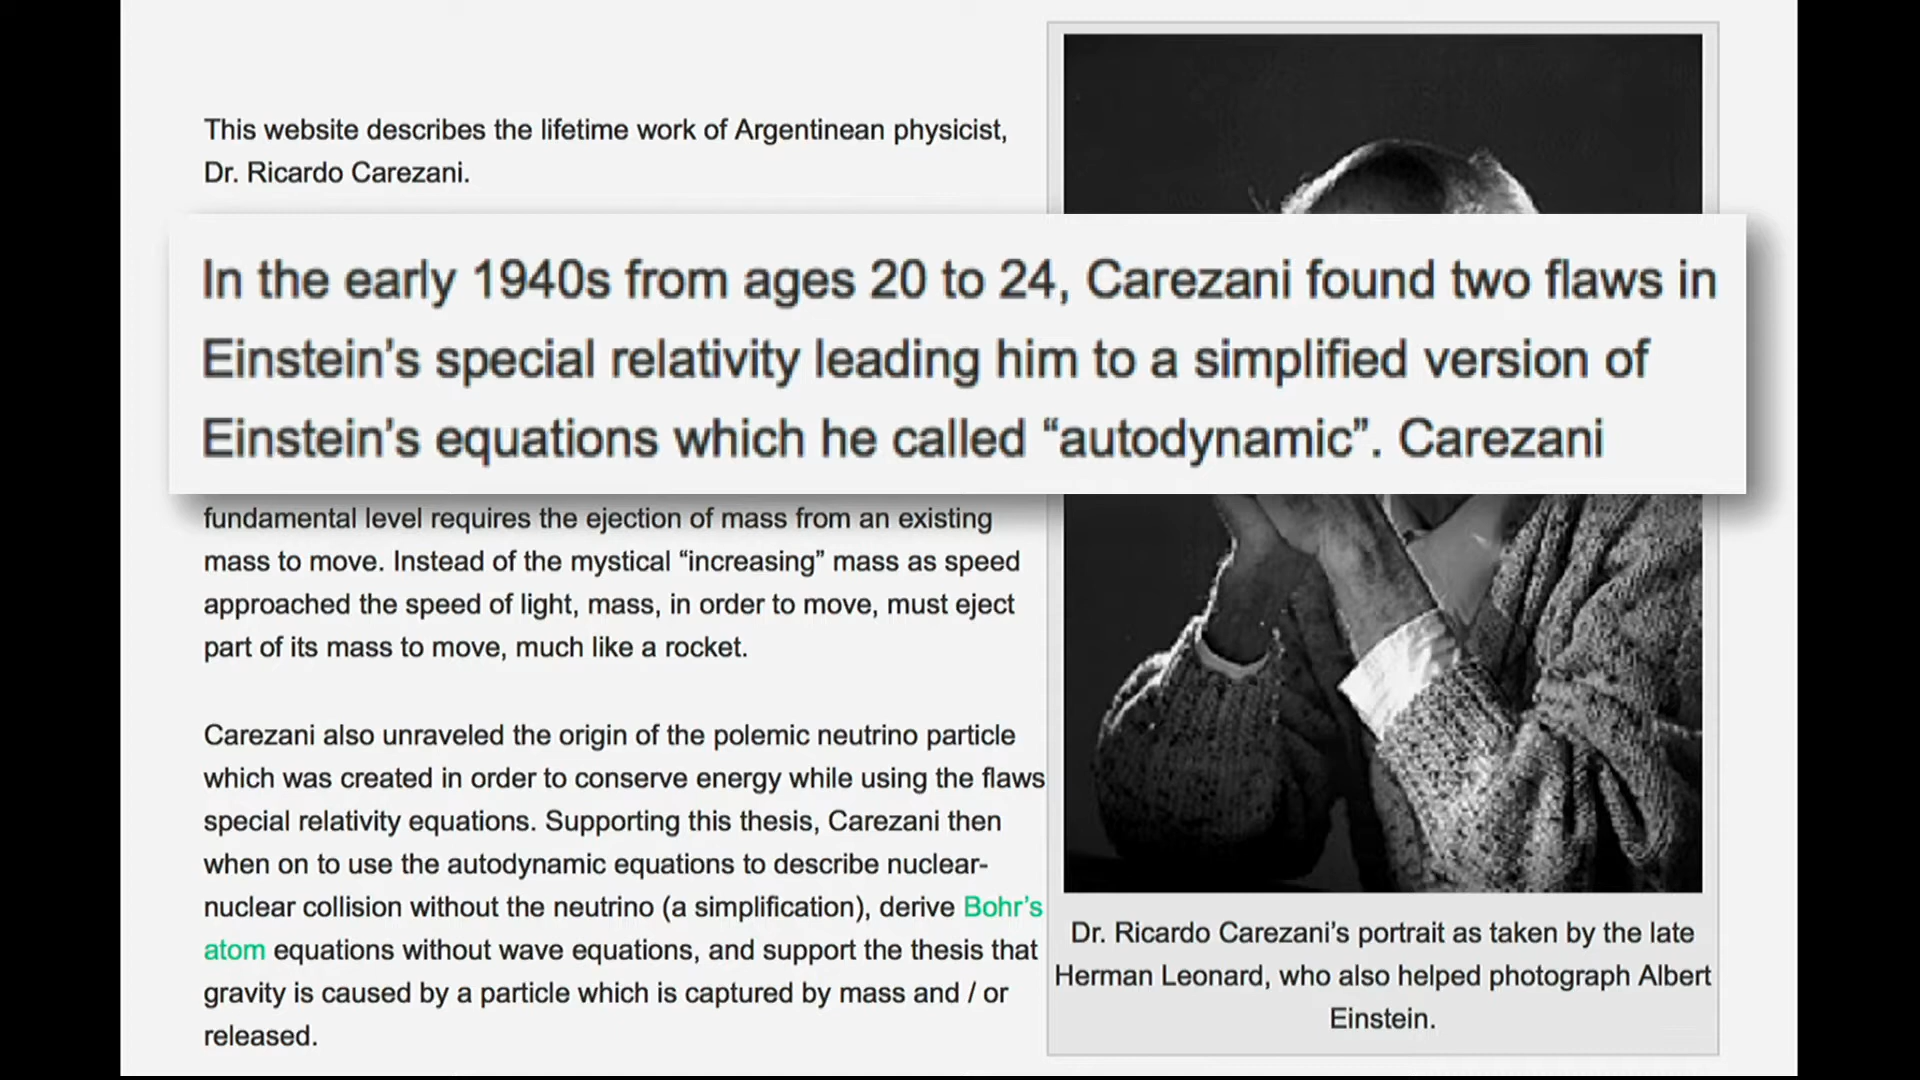 This website describes the lifetime work of Argentinean physicist,
Dr. Ricardo Carezani.
In the early 1940s from ages 20 to 24, Carezani found two flaws in
Einstein’s special relativity leading him to a simplified version of
Einstein’s equations which he called “autodynamic”. Carezani
fundamental level requires the ejection of mass from an existing
mass to move. Instead of the mystical “increasing” mass as speed
approached the speed of light, mass, in order to move, must eject
part of its mass to move, much like a rocket.
Carezani also unraveled the origin of the polemic neutrino particle
which was created in order to conserve energy while using the flaws
special relativity equations. Supporting this thesis, Carezani then
when on to use the autodynamic equations to describe nuclear-
nuclear collision without the neutrino (a simplification), derive Bohr’s
atom equations without wave equations, and support the thesis that
gravity is caused by a particle which is captured by mass and / or
released.
Dr. Ricardo Carezani’s portrait as taken by the late
Herman Leonard, who also helped photograph Albert
Einstein.